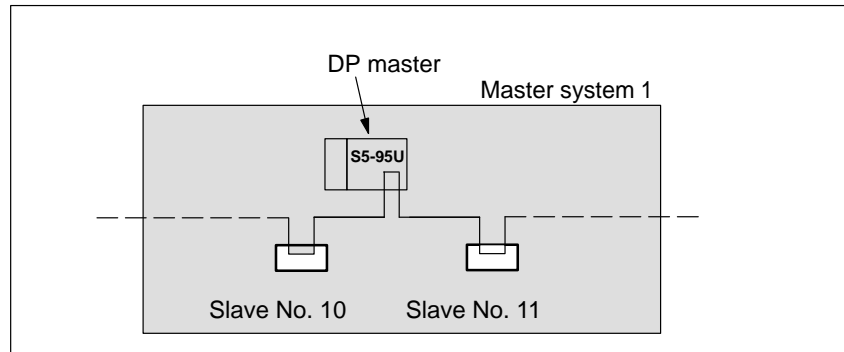 DP master
Master system 1
S5-95U
Slave No. 10
Slave No. 11